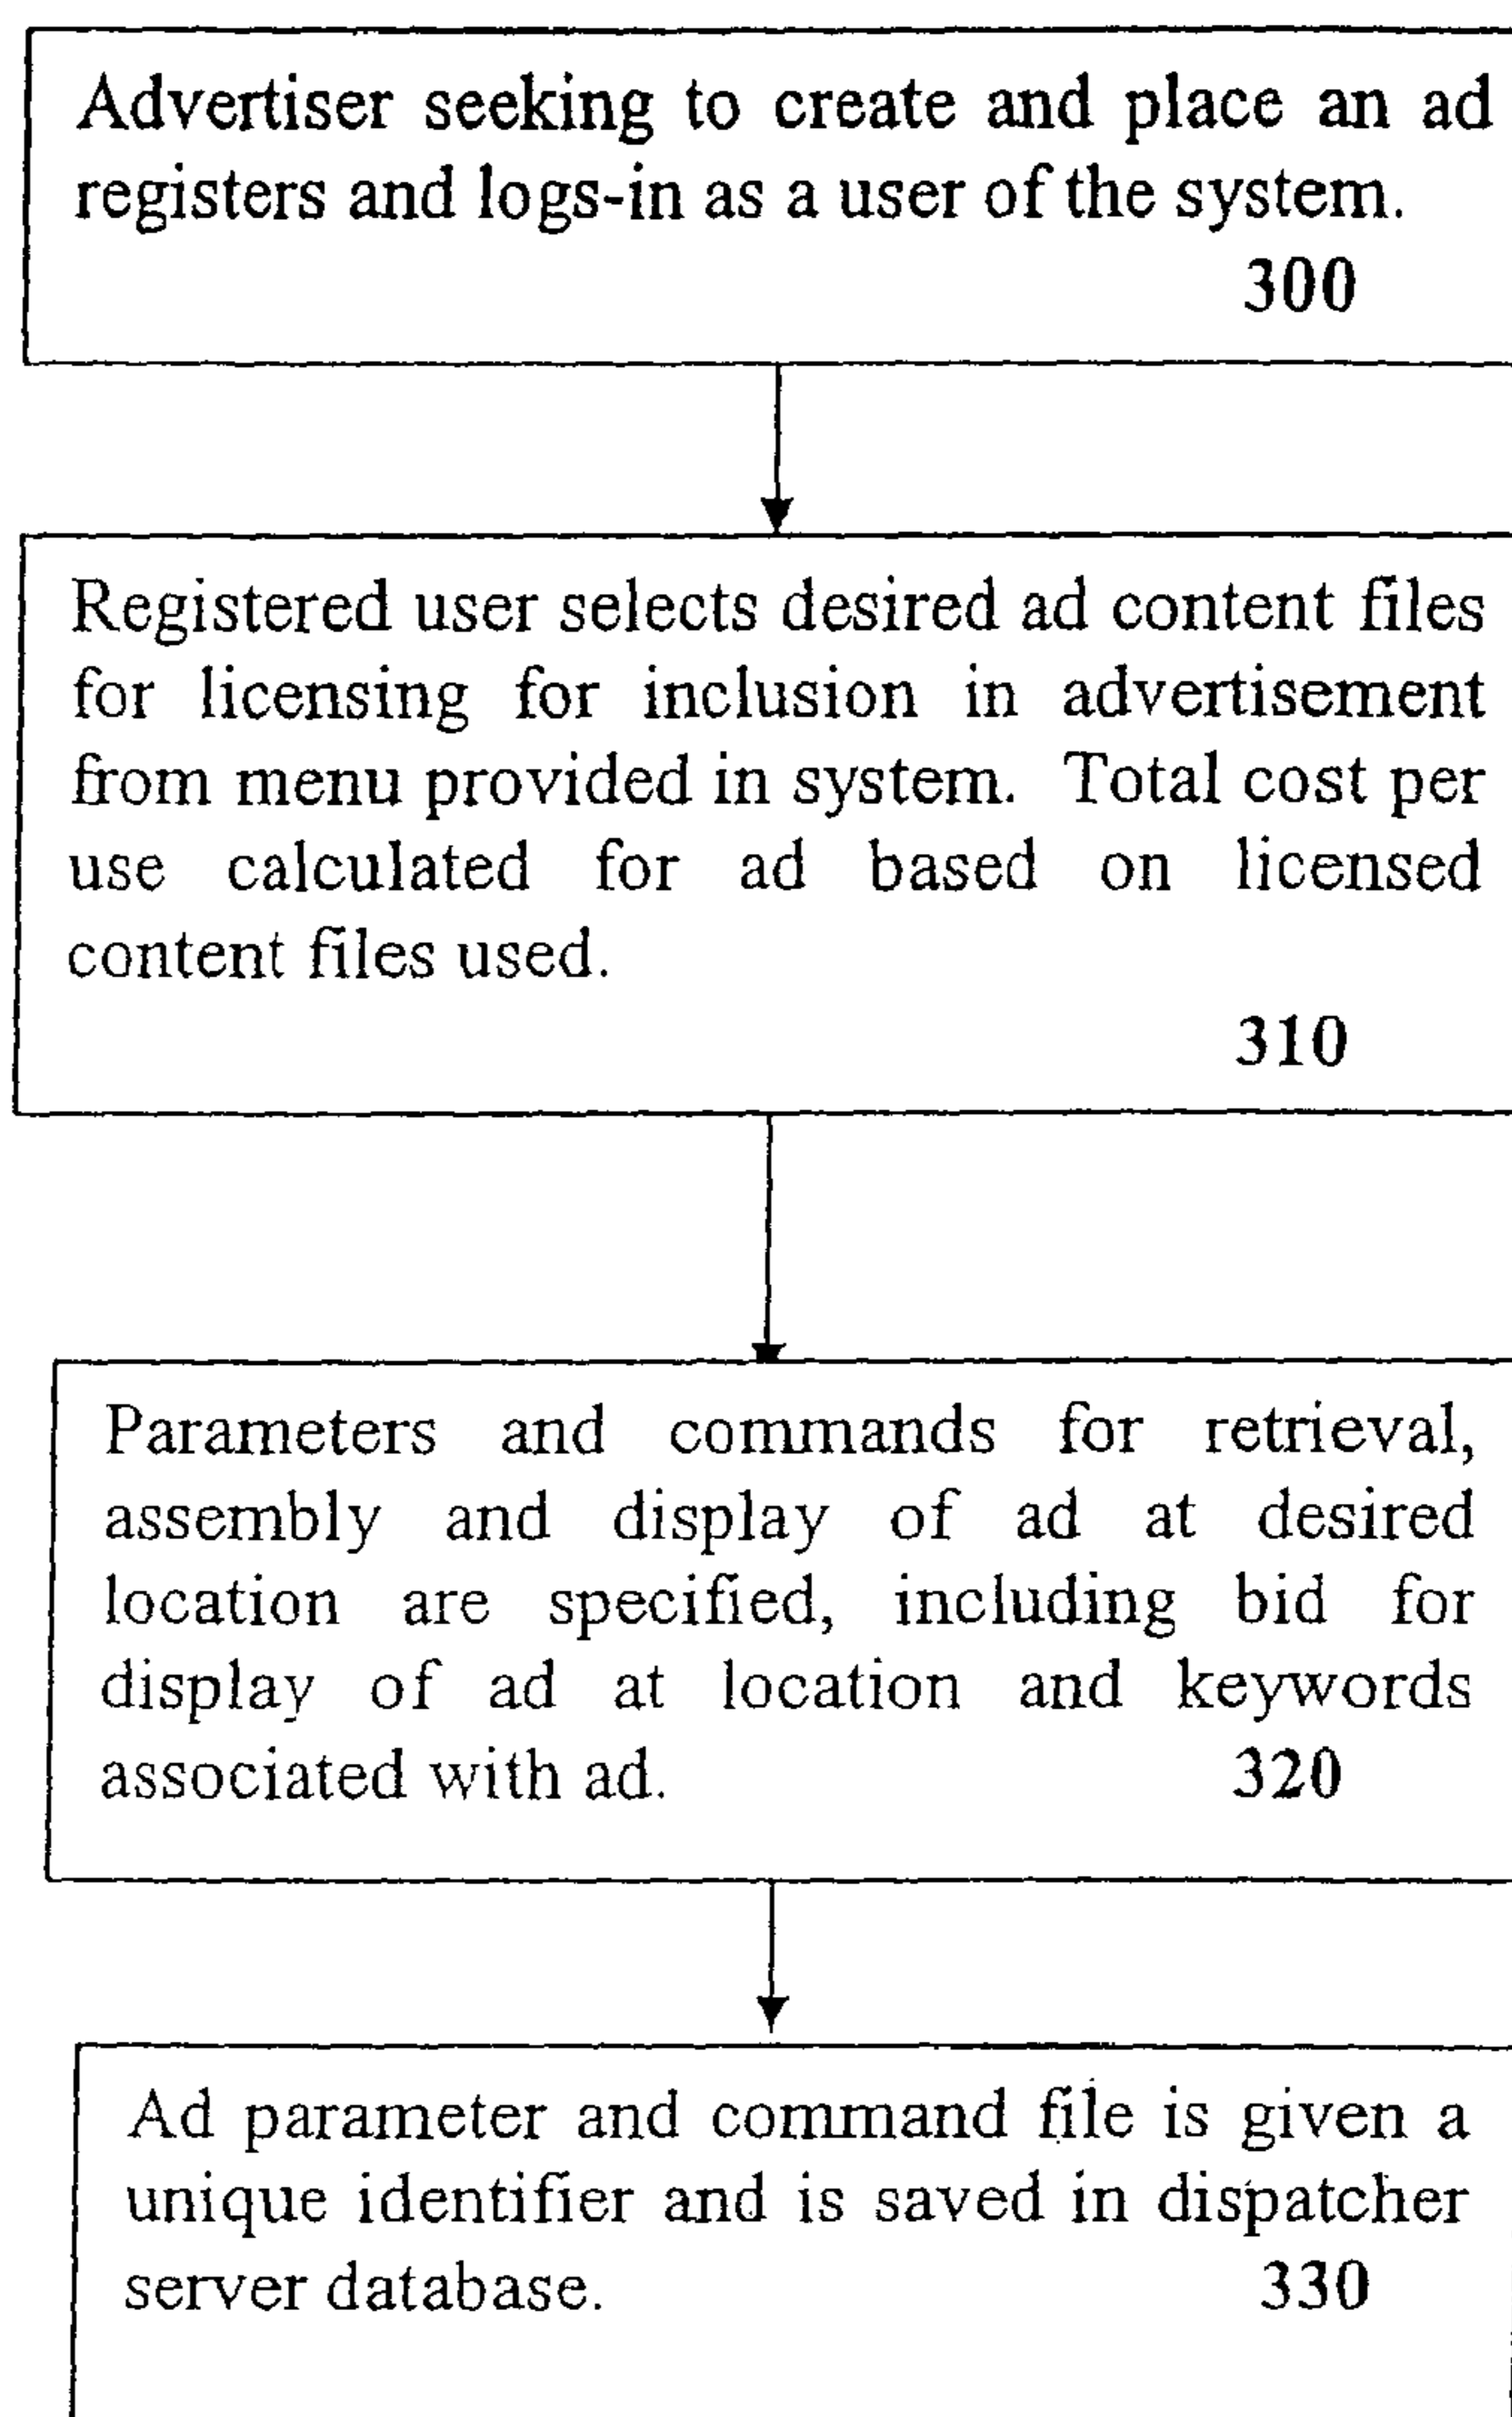 Advertiser seeking to create and place an ad
registers and logs-in as a user of the system.
300
Registered user selects desired ad content files
for licensing for inclusion in advertisement
from menu provided in system. Total cost per
use calculated for ad based on licensed
content files used.
310
Parameters and commands for retrieval,
assembly and display of ad at desired
location are specified, including bid for
display of ad at location and keywords
associated with ad. 320
Ad parameter and command file is given a
unique identifier and is saved in dispatcher
server database. 330